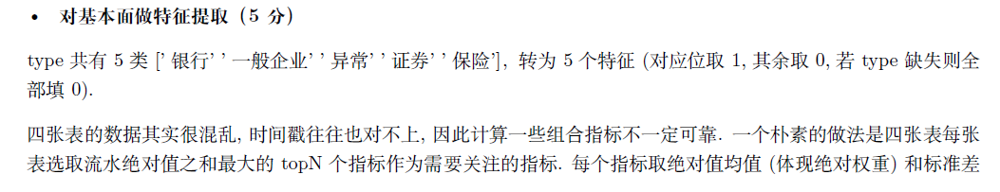 • 对基本面做特征提取（5 分）
type 共有 5 类 [’ 银行’ ’ 一般企业’ ’ 异常’ ’ 证券’ ’ 保险’], 转为 5 个特征 (对应位取 1, 其余取 0, 若 type 缺失则全
部填 0).
四张表的数据其实很混乱, 时间戳往往也对不上, 因此计算一些组合指标不一定可靠. 一个朴素的做法是四张表每张
表选取流水绝对值之和最大的 topN 个指标作为需要关注的指标. 每个指标取绝对值均值 (体现绝对权重) 和标准差